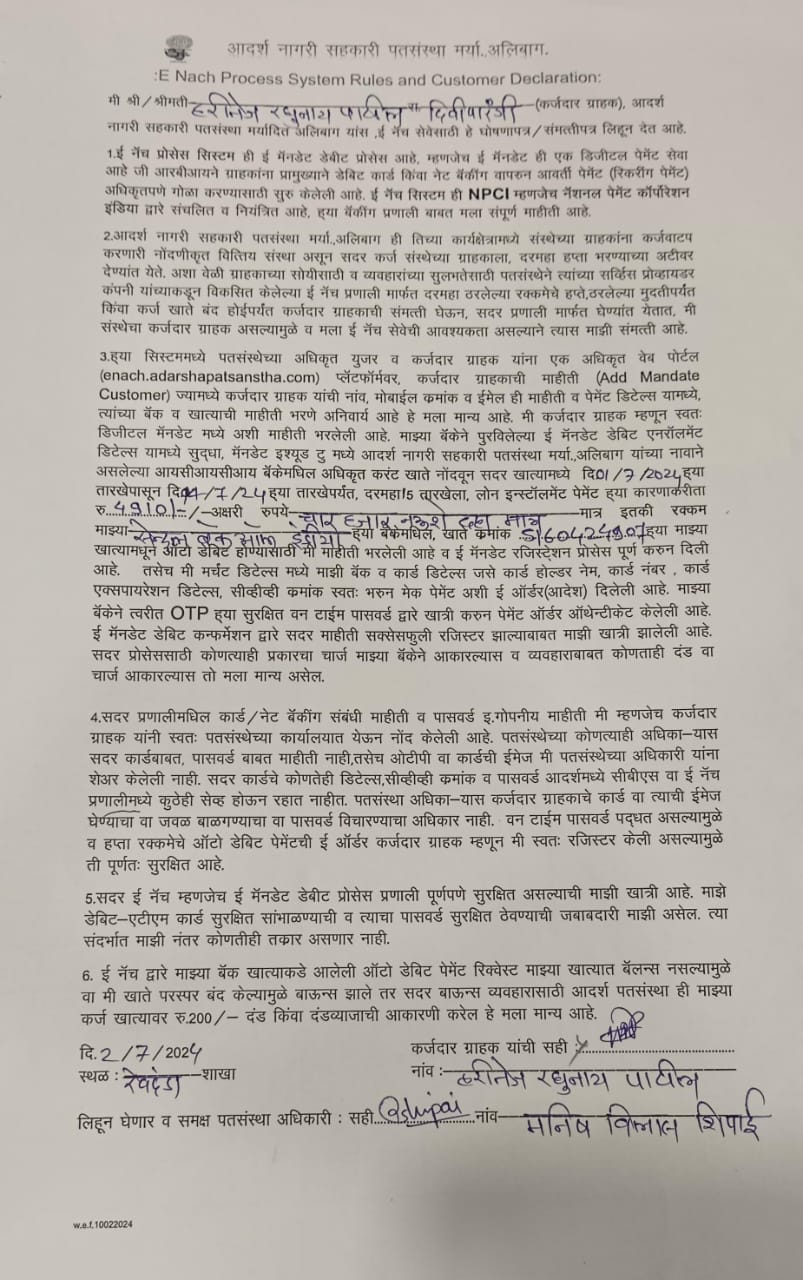 आदर्श नागरी सहकारी पतसंस्था मर्या..अलिबाग.
:E Nach Process System Rules and Customer Declaration:
मी श्री/श्रीमती हरीतेज रघुनाथ पाटील रा. दिवीपारंगी (कर्जदार ग्राहक), आदर्श
नागरी सहकारी पतसंस्था मर्यादित अलिबाग यांस ,ई नॅच सेवेसाठी हे घोषणापत्र/संमत्तीपत्र लिहून देत आहे.
1.ई नॅच प्रोसेस सिस्टम ही ई मॅनडेट डेबीट प्रोसेस आहे, म्हणजेच ई मॅनडेट ही एक डिजीटल पेमेंट सेवा
आहे जी आरबीआयने ग्राहकांना प्रामुख्याने डेबिट कार्ड किंवा नेट बॅकींग वापरुन आवर्ती पेमेंट (रिकरींग पेमेंट)
अधिकृतपणे गोळा करण्यासाठी सुरु केलेली आहे. ई नॅच सिस्टम ही NPCI म्हणजेच नॅशनल पेमेंट कॉर्पोरेशन
इंडिया द्वारे संचलित व नियंत्रित आहे, ह्या बॅकींग प्रणाली बाबत मला संपूर्ण माहीती आहे.
2.आदर्श नागरी सहकारी पतसंस्था मर्या.,अलिबाग ही तिच्या कार्यक्षेत्रामध्ये संस्थेच्या ग्राहकांना कर्जवाटप
करणारी नोंदणीकृत वित्तिय संस्था असून सदर कर्ज संस्थेच्या ग्राहकाला, दरमहा हप्ता भरण्याच्या अटीवर
देण्यांत येते. अशा वेळी ग्राहकाच्या सोयीसाठी व व्यवहारांच्या सुलभतेसाठी पतसंस्थेने त्यांच्या सर्व्हिस प्रोव्हायडर
कंपनी यांच्याकडून विकसित केलेल्या ई नॅच प्रणाली मार्फत दरमहा ठरलेल्या रक्कमेचे हप्ते,ठरलेल्या मुदतीपर्यंत
किंवा कर्ज खाते बंद होईपर्यंत कर्जदार ग्राहकाची संमत्ती घेऊन, सदर प्रणाली मार्फत घेण्यांत येतात, मी
संस्थेचा कर्जदार ग्राहक असल्यामुळे व मला ई नॅच सेवेची आवश्यकता असल्याने त्यास माझी संमत्ती आहे.
3.ह्या सिस्टममध्ये पतसंस्थेच्या अधिकृत युजर व कर्जदार ग्राहक यांना एक अधिकृत वेब पोर्टल
(enach.adarshapatsanstha.com) प्लॅटफॉर्मवर, कर्जदार ग्राहकाची माहीती (Add Mandate
Customer) ज्यामध्ये कर्जदार ग्राहक यांची नांव, मोबाईल कमांक व ईमेल ही माहीती व पेमेंट डिटेल्स यामध्ये,
त्यांच्या बॅक व खात्याची माहीती भरणे अनिवार्य आहे हे मला मान्य आहे. मी कर्जदार ग्राहक म्हणून स्वतः
डिजीटल मॅनडेट मध्ये अशी माहीती भरलेली आहे. माझ्या बॅकेने पुरविलेल्या ई मॅनडेट डेबिट एनरॉलमेंट
डिटेल्स यामध्ये सुद्धा, मॅनडेट इश्यूड टु मध्ये आदर्श नागरी सहकारी पतसंस्था मर्या.,अलिबाग यांच्या नावाने
असलेल्या आयसीआयसीआय बॅकेमधिल अधिकृत करंट खाते नोंदवून सदर खात्यामध्ये दि01/7/2024ह्या
तारखेपासून दि /7/24ह्या तारखेपर्यंत, दरमहा15 तारखेला, लोन इन्स्टॉलमेंट पेमेंट ह्या कारणाकरीता
रु.4910/-/-अक्षरी रुपये चार हजार नऊशे दहा मात्र मात्र इतकी रक्कम
माझ्या सेन्ट्रल बँक ऑफ इंडीया ह्या बॅकेमधिल, खाते कमांक 5160424907ह्या माझ्या
खात्यामधून ऑटो डेबिट होण्यासाठी मी माहीती भरलेली आहे व ई मॅनडेट रजिस्ट्रेशन प्रोसेस पूर्ण करुन दिली
आहे. तसेच मी मर्चंट डिटेल्स मध्ये माझी बॅक व कार्ड डिटेल्स जसे कार्ड होल्डर नेम, कार्ड नंबर , कार्ड
एक्सपायरेशन डिटेल्स, सीव्हीव्ही कमांक स्वतः भरुन मेक पेमेंट अशी ई ऑर्डर(आदेश) दिलेली आहे. माझ्या
बॅकेने त्वरीत OTP ह्या सुरक्षित वन टाईम पासवर्ड द्वारे खात्री करुन पेमेंट ऑर्डर ऑथेन्टीकेट केलेली आहे.
ई मॅनडेट डेबिट कन्फर्मेशन द्वारे सदर माहीती सक्सेसफुली रजिस्टर झाल्याबाबत माझी खात्री झालेली आहे.
सदर प्रोसेससाठी कोणत्याही प्रकारचा चार्ज माझ्या बॅकेने आकारल्यास व व्यवहाराबाबत कोणताही दंड वा
चार्ज आकारल्यास तो मला मान्य असेल.
4.सदर प्रणालीमधिल कार्ड/नेट बॅकींग संबंधी माहीती व पासवर्ड इ.गोपनीय माहीती मी म्हणजेच कर्जदार
ग्राहक यांनी स्वतः पतसंस्थेच्या कार्यालयात येऊन नोंद केलेली आहे. पतसंस्थेच्या कोणत्याही अधिका-यास
सदर कार्डबाबत, पासवर्ड बाबत माहीती नाही,तसेच ओटीपी वा कार्डची ईमेज मी पतसंस्थेच्या अधिकारी यांना
शेअर केलेली नाही. सदर कार्डचे कोणतेही डिटेल्स,सीव्हीव्ही कमांक व पासवर्ड आदर्शमध्ये सीबीएस वा ई नॅच
प्रणालीमध्ये कुठेही सेव्ह होऊन रहात नाहीत. पतसंस्था अधिका-यास कर्जदार ग्राहकाचे कार्ड वा त्याची ईमेज
घेण्याचा वा जवळ बाळगण्याचा वा पासवर्ड विचारण्याचा अधिकार नाही. वन टाईम पासवर्ड पद्धत असल्यामुळे
व हप्ता रक्कमेचे ऑटो डेबिट पेमेंटची ई ऑर्डर कर्जदार ग्राहक म्हणून मी स्वतः रजिस्टर केली असल्यामुळे
ती पूर्णतः सुरक्षित आहे.
5.सदर ई नॅच म्हणजेच ई मॅनडेट डेबीट प्रोसेस प्रणाली पूर्णपणे सुरक्षित असल्याची माझी खात्री आहे. माझे
डेबिट-एटीएम कार्ड सुरक्षित सांभाळण्याची व त्याचा पासवर्ड सुरक्षित ठेवण्याची जबाबदारी माझी असेल. त्या
संदर्भात माझी नंतर कोणतीही तकार असणार नाही.
6. ई नॅच द्वारे माझ्या बॅक खात्याकडे आलेली ऑटो डेबिट पेमेंट रिक्वेस्ट माझ्या खात्यात बॅलन्स नसल्यामुळे
वा मी खाते परस्पर बंद केल्यामुळे बाऊन्स झाले तर सदर बाऊन्स व्यवहारासाठी आदर्श पतसंस्था ही माझ्या
कर्ज खात्यावर रु.200/- दंड किंवा दंडव्याजाची आकारणी करेल हे मला मान्य आहे.
दि.2/7/2024 कर्जदार ग्राहक यांची सही :
स्थळ : रेवदंडा शाखा नांव : हरीतेज रघुनाथ पाटील
लिहून घेणार व समक्ष पतसंस्था अधिकारी : सही नांव मनिष विलास शिपाई
w.e.f.10022024